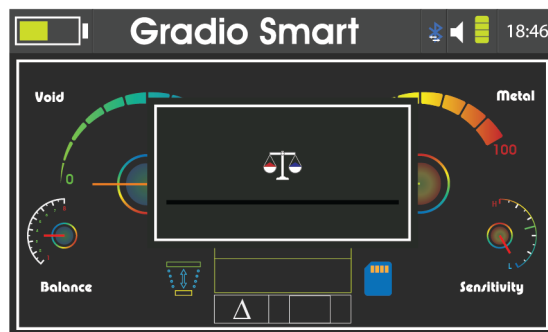 Gradio Smart
18:46
Void
Metal
0
100
H
L
Balance
Δ
Sensitivity